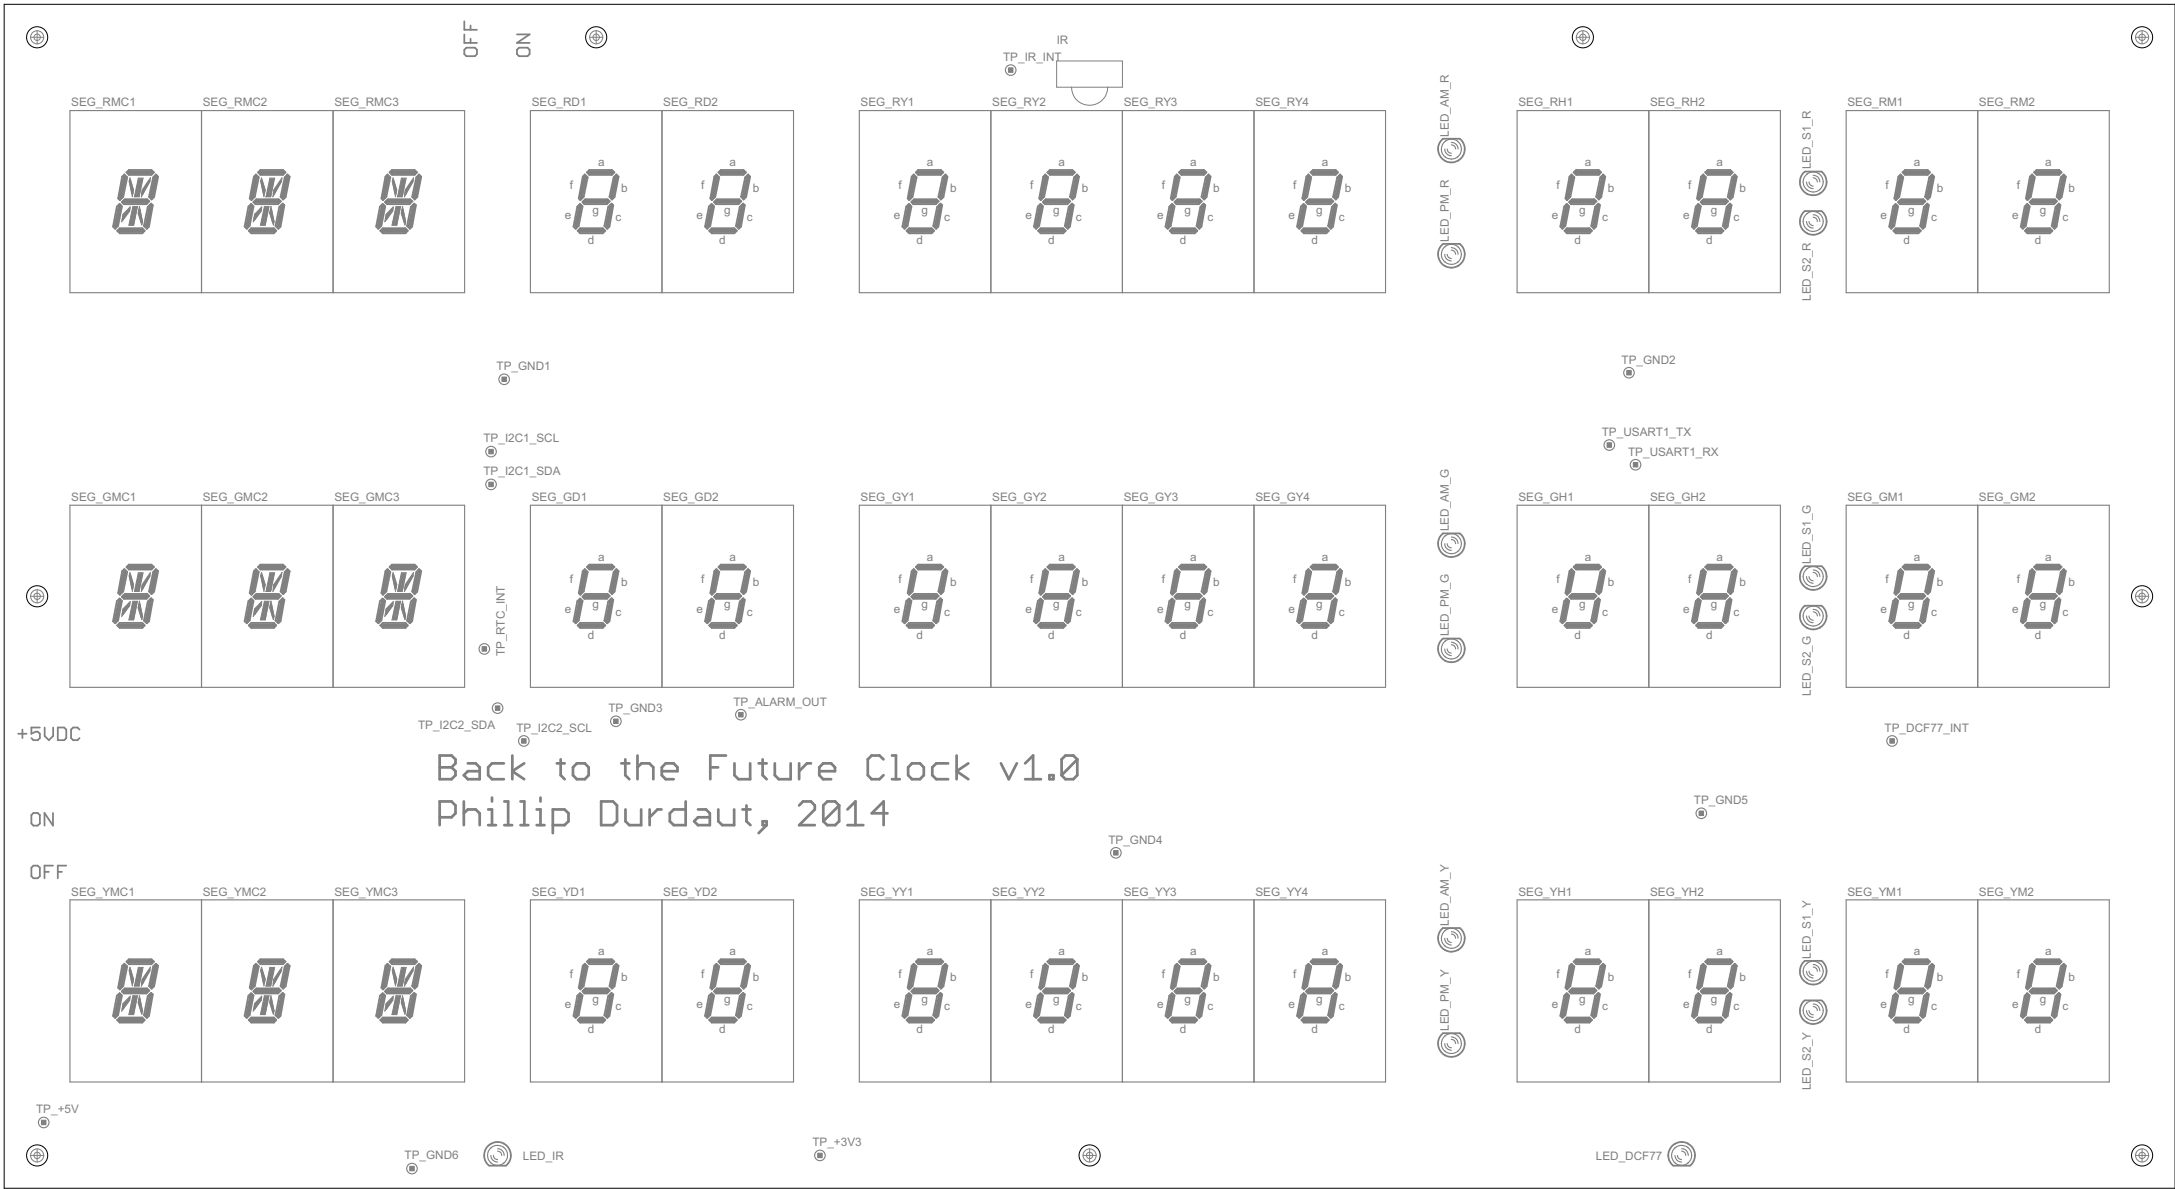 OFF
ON
IR
TP_IR_INT
SEG_RMC1 SEG_RMC2 SEG_RMC3 SEG_RD1 SEG_RD2 SEG_RY1 SEG_RY2 SEG_RY3 SEG_RY4 LED_AM_R SEG_RH1 SEG_RH2 LED_S1_R SEG_RM1 SEG_RM2
a a a a a a a a a a
f b f b f b f b f b f b f b f b f b f b
g g g g g g g g g g
e c e c e c e c e c e c e c e c e c e c
d d d d d d d d d d
LED_PM_R
LED_S2_R
TP_GND1
TP_GND2
TP_I2C1_SCL
TP_USART1_TX
TP_USART1_RX
TP_I2C1_SDA
SEG_GMC1 SEG_GMC2 SEG_GMC3 SEG_GD1 SEG_GD2 SEG_GY1 SEG_GY2 SEG_GY3 SEG_GY4 LED_AM_G SEG_GH1 SEG_GH2 LED_S1_G SEG_GM1 SEG_GM2
a a a a a a a a a a
f b f b f b f b f b f b f b f b f b f b
g g g g g g g g g g
e c e c e c e c e c e c e c e c e c e c
d d d d d d d d d d
TP_RTC_INT
LED_PM_G
LED_S2_G
TP_I2C2_SDA
TP_I2C2_SCL
TP_GND3
TP_ALARM_OUT
TP_DCF77_INT
+5VDC
Back to the Future Clock v1.0
Phillip Durdaut, 2014
TP_GND5
ON
TP_GND4
OFF
SEG_YMC1 SEG_YMC2 SEG_YMC3 SEG_YD1 SEG_YD2 SEG_YY1 SEG_YY2 SEG_YY3 SEG_YY4 LED_AM_Y SEG_YH1 SEG_YH2 LED_S1_Y SEG_YM1 SEG_YM2
a a a a a a a a a a
f b f b f b f b f b f b f b f b f b f b
g g g g g g g g g g
e c e c e c e c e c e c e c e c e c e c
d d d d d d d d d d
LED_PM_Y
LED_S2_Y
TP_+5V
TP_GND6
LED_IR
TP_+3V3
LED_DCF77